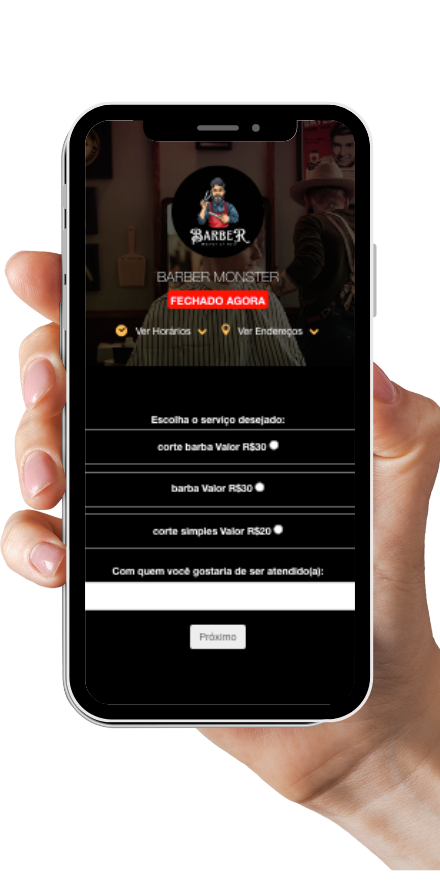 BARBER
BARBER MONSTER
FECHADO AGORA
Ver Horários
Ver Endereços
Escolha o serviço desejado:
corte barba Valor R$30
barba Valor R$30
corte simples Valor R$20
Com quem você gostaria de ser atendido(a):
Próximo